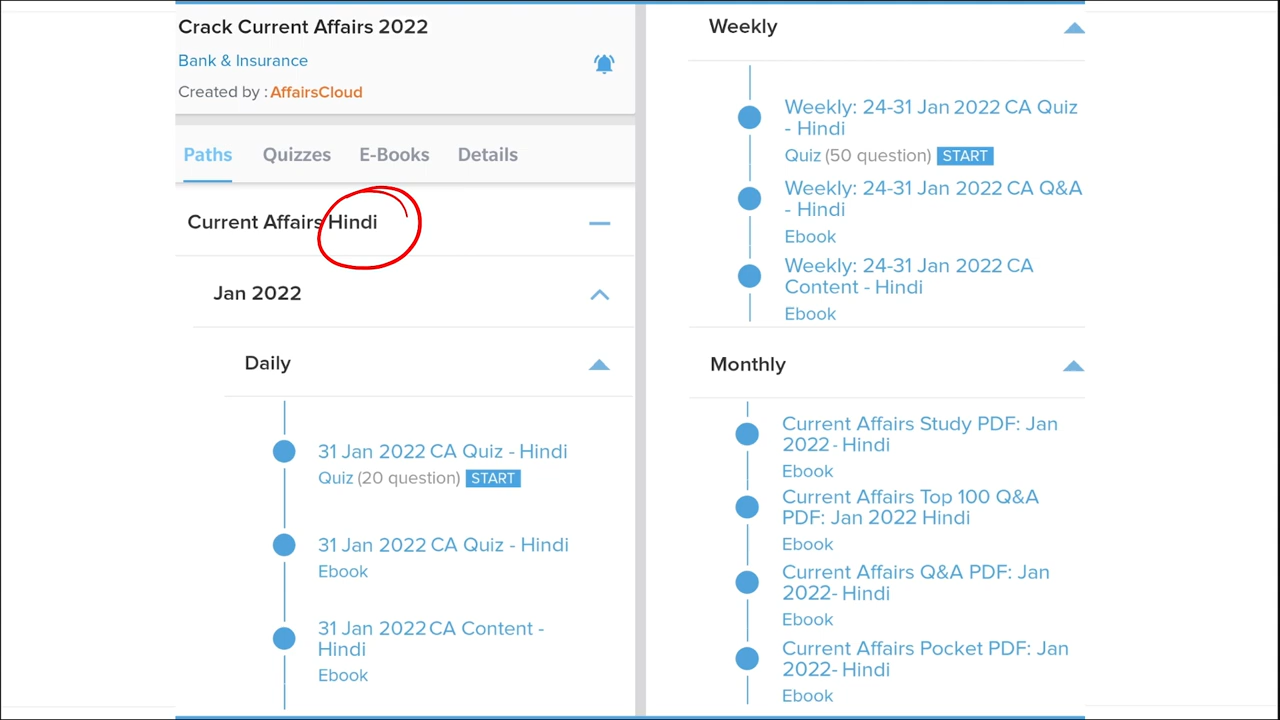 Crack Current Affairs 2022
Bank & Insurance
Created by : AffairsCloud
Paths Quizzes E-Books Details
Current Affairs Hindi
Jan 2022
Daily
31 Jan 2022 CA Quiz - Hindi
Quiz (20 question) START
31 Jan 2022 CA Quiz - Hindi
Ebook
31 Jan 2022 CA Content -
Hindi
Ebook
Weekly
Weekly: 24-31 Jan 2022 CA Quiz
- Hindi
Quiz (50 question) START
Weekly: 24-31 Jan 2022 CA Q&A
- Hindi
Ebook
Weekly: 24-31 Jan 2022 CA
Content - Hindi
Ebook
Monthly
Current Affairs Study PDF: Jan
2022- Hindi
Ebook
Current Affairs Top 100 Q&A
PDF: Jan 2022 Hindi
Ebook
Current Affairs Q&A PDF: Jan
2022- Hindi
Ebook
Current Affairs Pocket PDF: Jan
2022- Hindi
Ebook